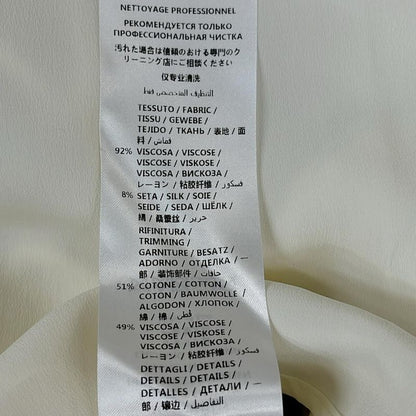 NETTOYAGE PROFESSIONNEL
РЕКОМЕНДУЕТСЯ ТОЛЬКО
ПРОФЕССИОНАЛЬНАЯ ЧИСТКА
汚れた場合は信頼のおける専門のク
リーニング店にご相談ください
仅专业清洗
التنظيف الشخصي فقط
TESSUTO / FABRIC /
TISSU / GEWEBE /
TEJIDO / ТКАНЬ / 表地 / 面
料 / قماش
92% VISCOSA / VISCOSE /
VISCOSE / VISKOSE /
VISCOSA / ВИСКОЗА /
レーヨン / 粘胶纤维 / فسكوز
8% SETA / SILK / SOIE /
SEIDE / SEDA / ШЁЛК /
絹 / 桑蚕丝 / حرير
RIFINITURA /
TRIMMING /
GARNITURE / BESATZ /
ADORNO / ОТДЕЛКА / 一
部 / 装饰部件 / حافات
51% COTONE / COTTON /
COTON / BAUMWOLLE /
ALGODON / ХЛОПОК /
綿 / 棉 / قطن
49% VISCOSA / VISCOSE /
VISCOSE / VISKOSE /
VISCOSA / ВИСКОЗА /
レーヨン / 粘胶纤维 / فسكوز
DETTAGLI / DETAILS /
DETAILS / DETAILS /
DETALLES / ДЕТАЛИ / 一
部 / 镶边 / التفاصيل